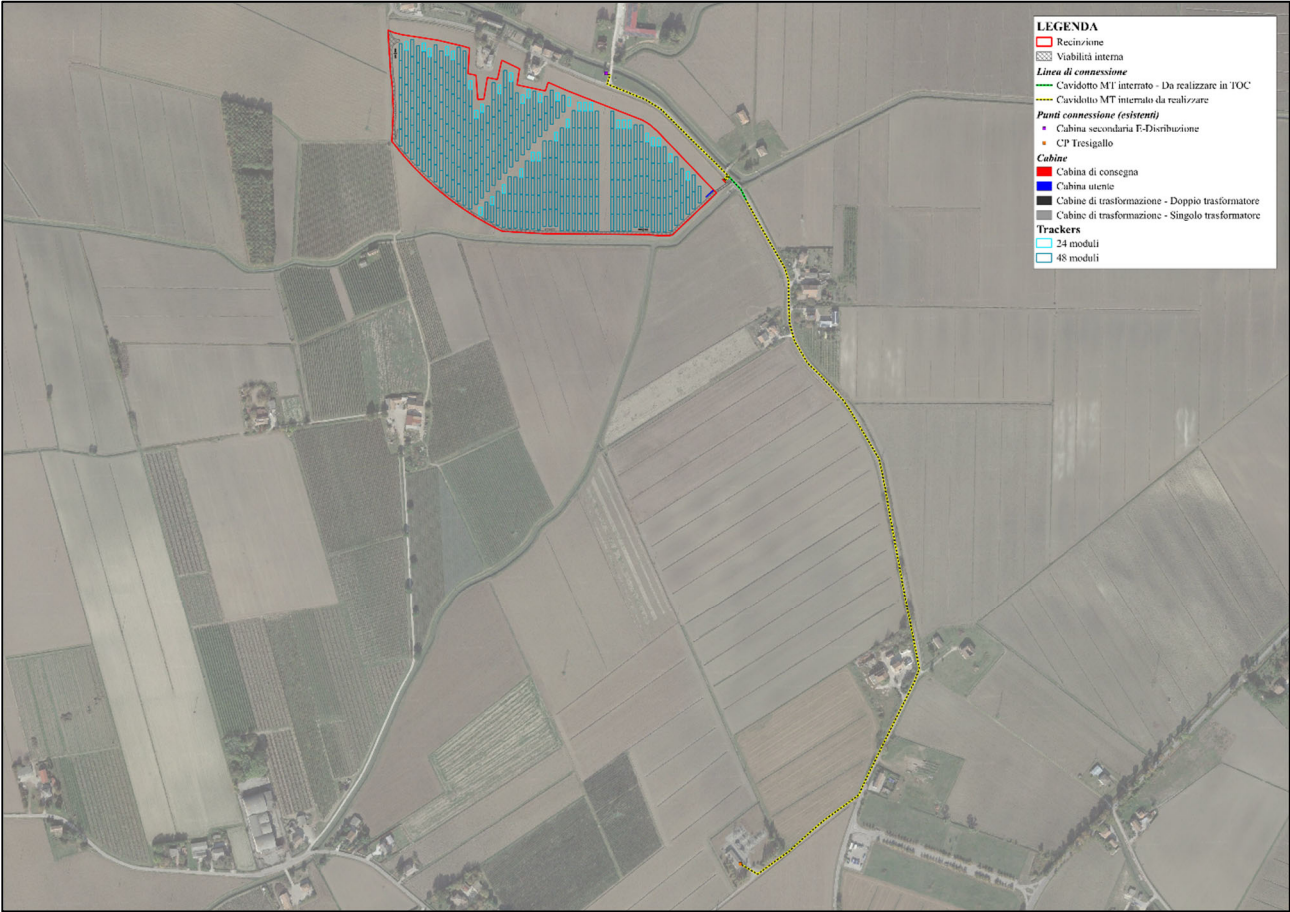 LEGENDA
Recinzione
Viabilità interna
Linea di connessione
Cavidotto MT interrato - Da realizzare in TOC
Cavidotto MT interrato da realizzare
Punti connessione (esistenti)
Cabina secondaria E-Distribuzione
CP Tresigallo
Cabine
Cabina di consegna
Cabina utente
Cabine di trasformazione - Doppio trasformatore
Cabine di trasformazione - Singolo trasformatore
Trackers
24 moduli
48 moduli